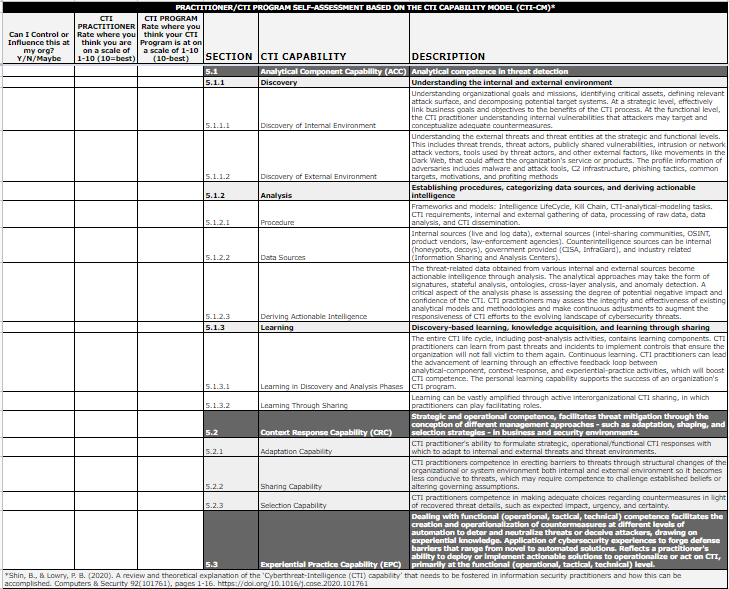 PRACTITIONER/CTI PROGRAM SELF-ASSESSMENT BASED ON THE CTI CAPABILITY MODEL (CTI-CM)*
Can I Control or
Influence this at
my org?
Y/N/Maybe
CTI
PRACTITIONER
Rate where you
think you are
on a scale of
1-10 (10=best)
CTI PROGRAM
Rate where you
think your CTI
Program is at on
a scale of 1-10
(10-best)
SECTION
CTI CAPABILITY
DESCRIPTION
5.1 Analytical Component Capability (ACC) Analytical competence in threat detection
5.1.1 Discovery Understanding the internal and external environment
5.1.1.1 Discovery of Internal Environment
Understanding organizational goals and missions, identifying critical assets, defining relevant
attack surface, and decomposing potential target systems. At a strategic level, effectively
link business goals and objectives to the benefits of the CTI process. At the functional level,
the CTI practitioner understanding internal vulnerabilities that attackers may target and
conceptualize adequate countermeasures.
5.1.1.2 Discovery of External Environment
Understanding the external threats and threat entities at the strategic and functional levels.
This includes threat trends, threat actors, publicly shared vulnerabilities, intrusion or network
attack vectors, tools used by threat actors, and other external factors, like movements in the
Dark Web, that could affect the organization's service or products. The profile information of
adversaries includes malware and attack tools, C2 infrastructure, phishing tactics, common
targets, motivations, and profiting methods
5.1.2 Analysis
Establishing procedures, categorizing data sources, and deriving actionable
intelligence
5.1.2.1 Procedure
Frameworks and models: Intelligence LifeCycle, Kill Chain, CTI-analytical-modeling tasks.
CTI requirements, internal and external gathering of data, processing of raw data, data
analysis, and CTI dissemination.
5.1.2.2 Data Sources
Internal sources (live and log data), external sources (intel-sharing communities, OSINT,
product vendors, law-enforcement agencies). Counterintelligence sources can be internal
(honeypots, decoys), government provided (CISA, InfraGard), and industry related
(Information Sharing and Analysis Centers).
5.1.2.3 Deriving Actionable Intelligence
The threat-related data obtained from various internal and external sources become
actionable intelligence through analysis. The analytical approaches may take the form of
signatures, stateful analysis, ontologies, cross-layer analysis, and anomaly detection. A
critical aspect of the analysis phase is assessing the degree of potential negative impact and
confidence of the CTI. CTI practitioners may assess the integrity and effectiveness of existing
analytical models and methodologies and make continuous adjustments to augment the
responsiveness of CTI efforts to the evolving landscape of cybersecurity threats.
5.1.3 Learning Discovery-based learning, knowledge acquisition, and learning through sharing
5.1.3.1 Learning in Discovery and Analysis Phases
The entire CTI life cycle, including post-analysis activities, contains learning components. CTI
practitioners can learn from past threats and incidents to implement controls that ensure the
organization will not fall victim to them again. Continuous learning. CTI practitioners can lead
the advancement of learning through an effective feedback loop between
analytical-component, context-response, and experiential-practice activities, which will boost
CTI competence. The personal learning capability supports the success of an organization's
CTI program.
5.1.3.2 Learning Through Sharing
Learning can be vastly amplified through active interorganizational CTI sharing, in which
practitioners can play facilitating roles.
5.2 Context Response Capability (CRC)
Strategic and operational competence, facilitates threat mitigation through the
conception of different management approaches - such as adaptation, shaping, and
selection strategies - in business and security environments.
5.2.1 Adaptation Capability
CTI practitioner's ability to formulate strategic, operational/functional CTI responses with
which to adapt to internal and external threats and threat environments.
5.2.2 Sharing Capability
CTI practitioners competence in erecting barriers to threats through structural changes of the
organizational or system environment both internal and external environment so it becomes
less conducive to threats, which may require competence to challenge established beliefs or
altering governing assumptions.
5.2.3 Selection Capability
CTI practitioners competence in making adequate choices regarding countermeasures in light
of recovered threat details, such as expected impact, urgency, and certainty.
5.3 Experiential Practice Capability (EPC)
Dealing with functional (operational, tactical, technical) competence facilitates the
creation and operationalization of countermeasures at different levels of
automation to deter and neutralize threats or deceive attackers, drawing on
experiential knowledge. Application of cybersecurity experiences to forge defense
barriers that range from novel to automated solutions. Reflects a practitioner's
ability to deploy or implement actionable solutions to operationalize or act on CTI,
primarily at the functional (operational, tactical, technical) level.
*Shin, B., & Lowry, P. B. (2020). A review and theoretical explanation of the 'Cyberthreat-Intelligence (CTI) capability' that needs to be fostered in information security practitioners and how this can be
accomplished. Computers & Security 92(101761), pages 1-16. https://doi.org/10.1016/j.cose.2020.101761